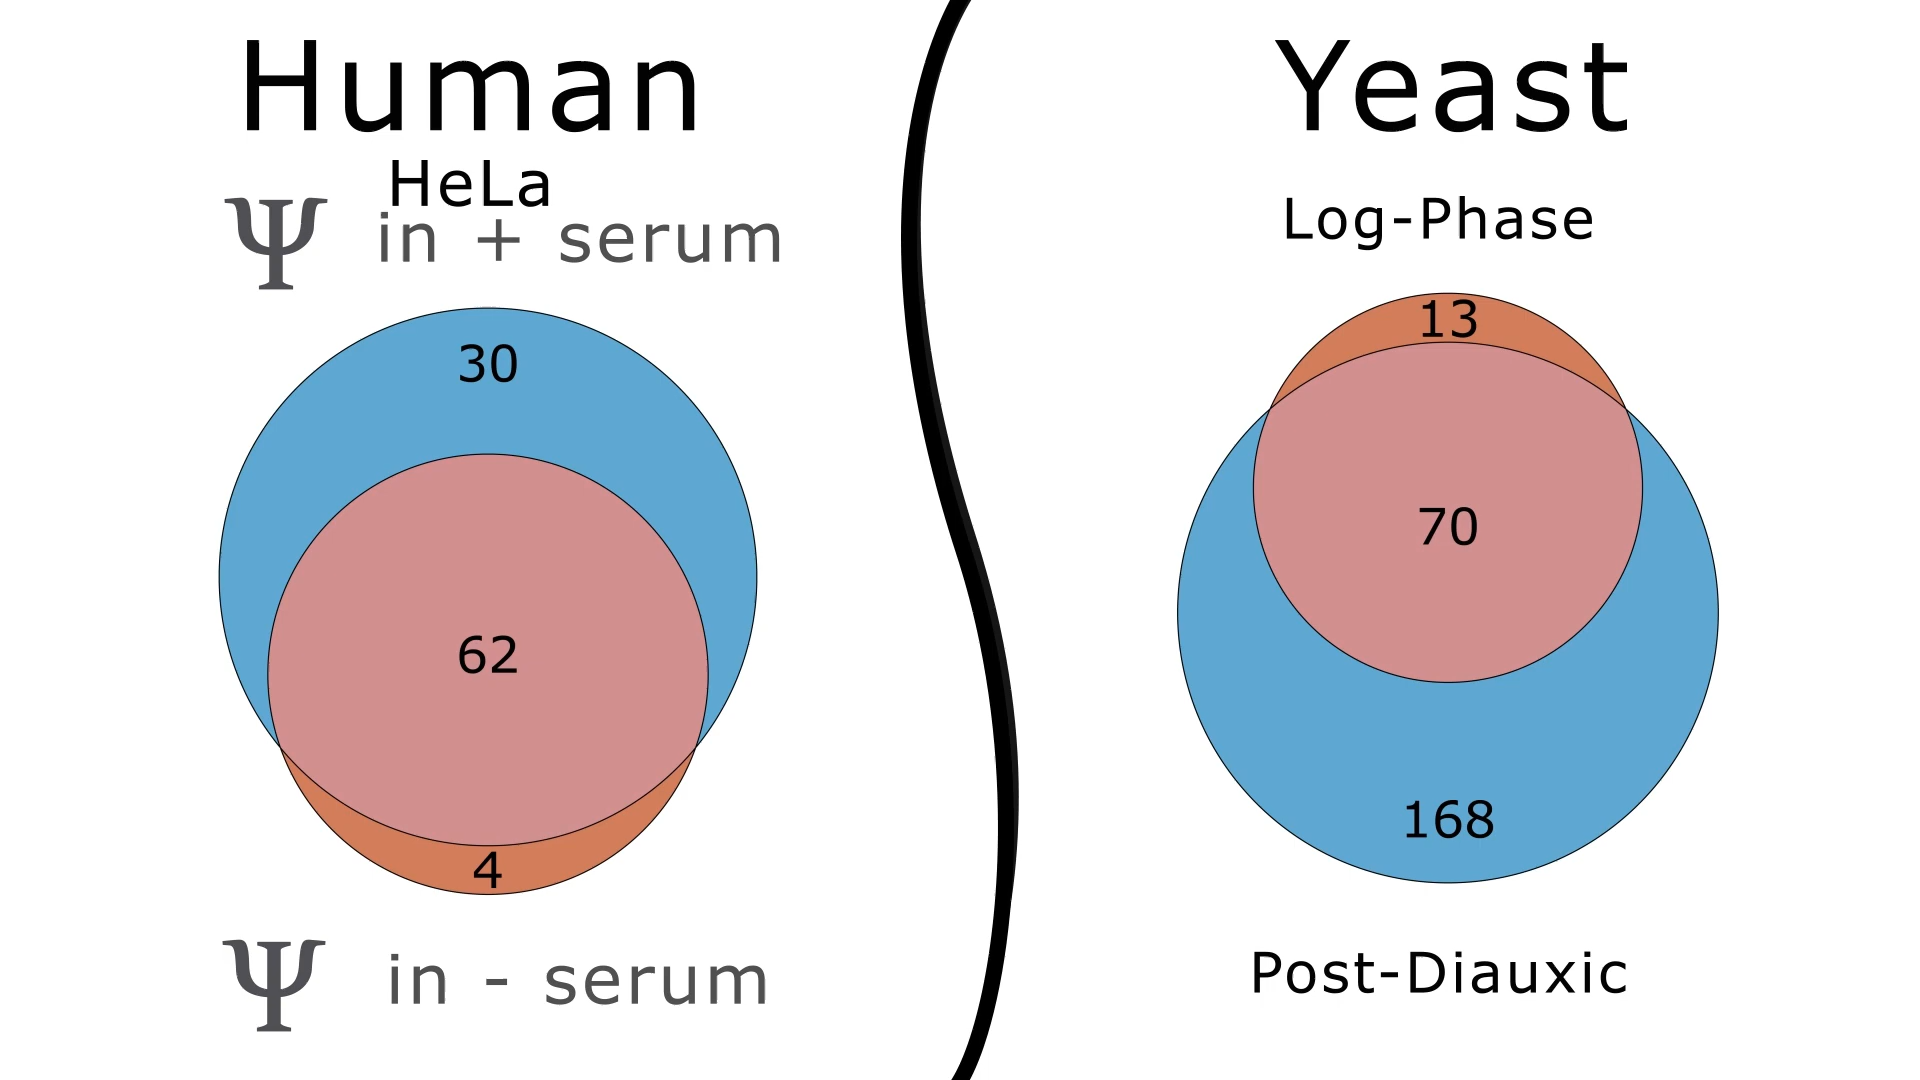 Human
HeLa
Ψ in + serum
30
62
4
Ψ in - serum
Yeast
Log-Phase
13
70
168
Post-Diauxic